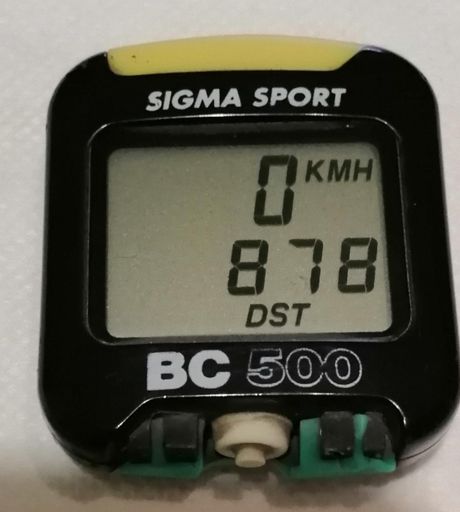 SIGMA SPORT
0 KMH
878
DST
BC 500